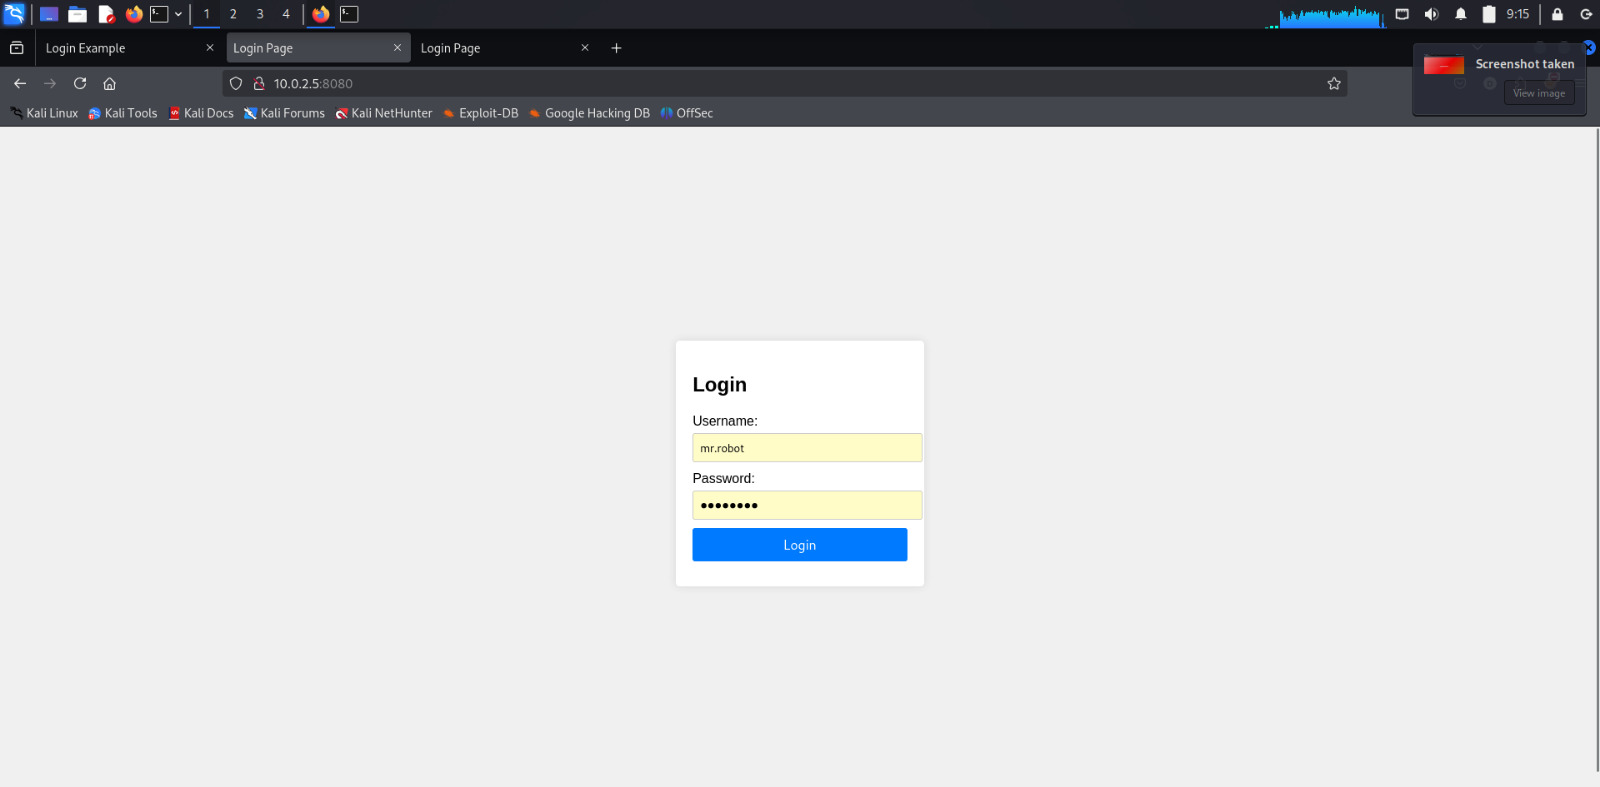 1 2 3 4 9:15
Login Example Login Page Login Page
Screenshot taken
10.0.2.5:8080
View image
Kali Linux Kali Tools Kali Docs Kali Forums Kali NetHunter Exploit-DB Google Hacking DB OffSec
Login
Username:
mr.robot
Password:
••••••••
Login